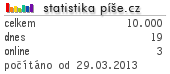 statistika píše.cz
celkem 10.000
dnes 19
online 3
počítáno od 29.03.2013